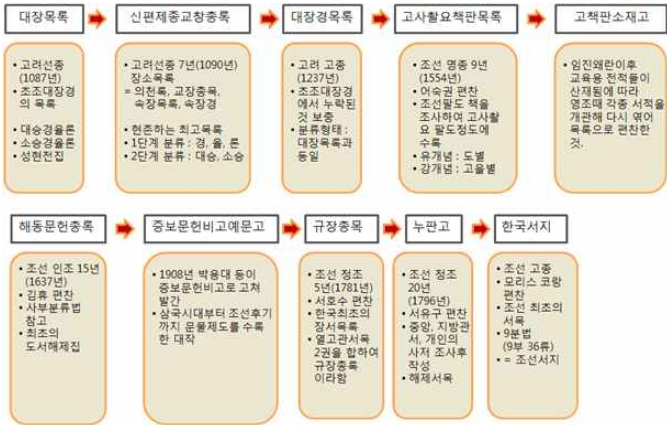 대장목록
신편제종교창총록
대장경목록
고사촬요책판목록
고책판소재고
• 고려선종
(1087년)
• 초조대장경
의 목록
대승경율론
소승경율론
성현전집
• 고려선종 7년(1090년)
• 장소목록
= 의천록, 교장총목,
속장목록, 속장경
• 현존하는 최고목록
• 1단계 분류 : 경, 율, 론
• 2단계 분류 : 대승, 소승
• 고려 고종
(1237년)
• 초조대장경
에서 누락된
것 보충
• 분류형태 :
대장목록과
동일
• 조선 명종 9년
(1554년)
• 어숙권 편찬
• 조선팔도 책을
조사하여 고사촬
요 팔도정도에
수록
• 유개념 : 도별
• 강개념 : 고을별
• 임진왜란이후
교육용 전적들이
산재됨에 따라
영조때 각종 서적을
개관해 다시 엮어
목록으로 편찬한
것.
해동문헌총록
증보문헌비고예문고
규장총목
누판고
한국서지
• 조선 인조 15년
(1637년)
• 김휴 편찬
• 사부분류법
참고
• 최초의
도서해제집
• 1908년 박용대 등이
증보문헌비고로 고쳐
발간
• 삼국시대부터 조선후기
까지 문물제도를 수록
한 대작
• 조선 정조
5년(1781년)
• 서호수 편찬
• 한국최초의
장서목록
• 열고관서목
2권을 합하여
규장총록
이라함
• 조선 정조
20년
(1796년)
• 서유구 편찬
• 중앙, 지방관
서, 개인의
사저 조사후
작성
• 해제서목
• 조선 고종
• 모리스 코랑
편찬
• 조선 최초의
서목
• 9분법
(9부 36류)
• = 조선서지